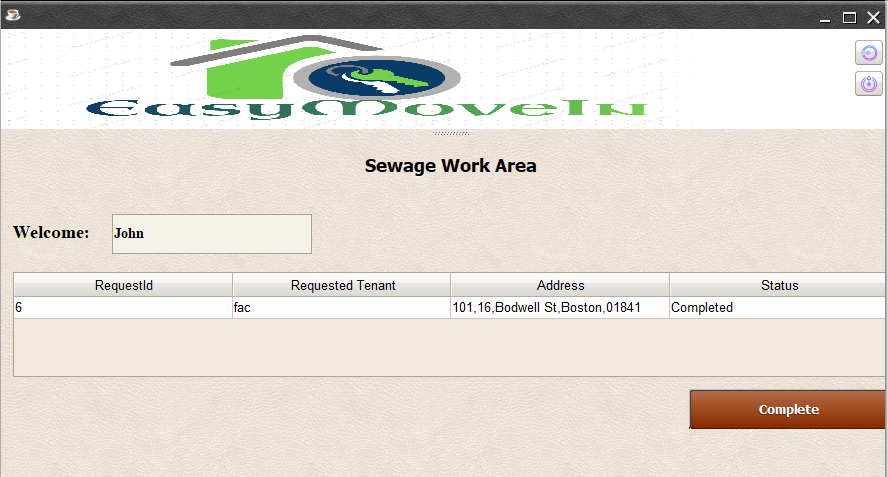 EasyMoveIn
Sewage Work Area
Welcome: John
RequestId Requested Tenant Address Status
6 fac 101,16,Bodwell St,Boston,01841 Completed
Complete